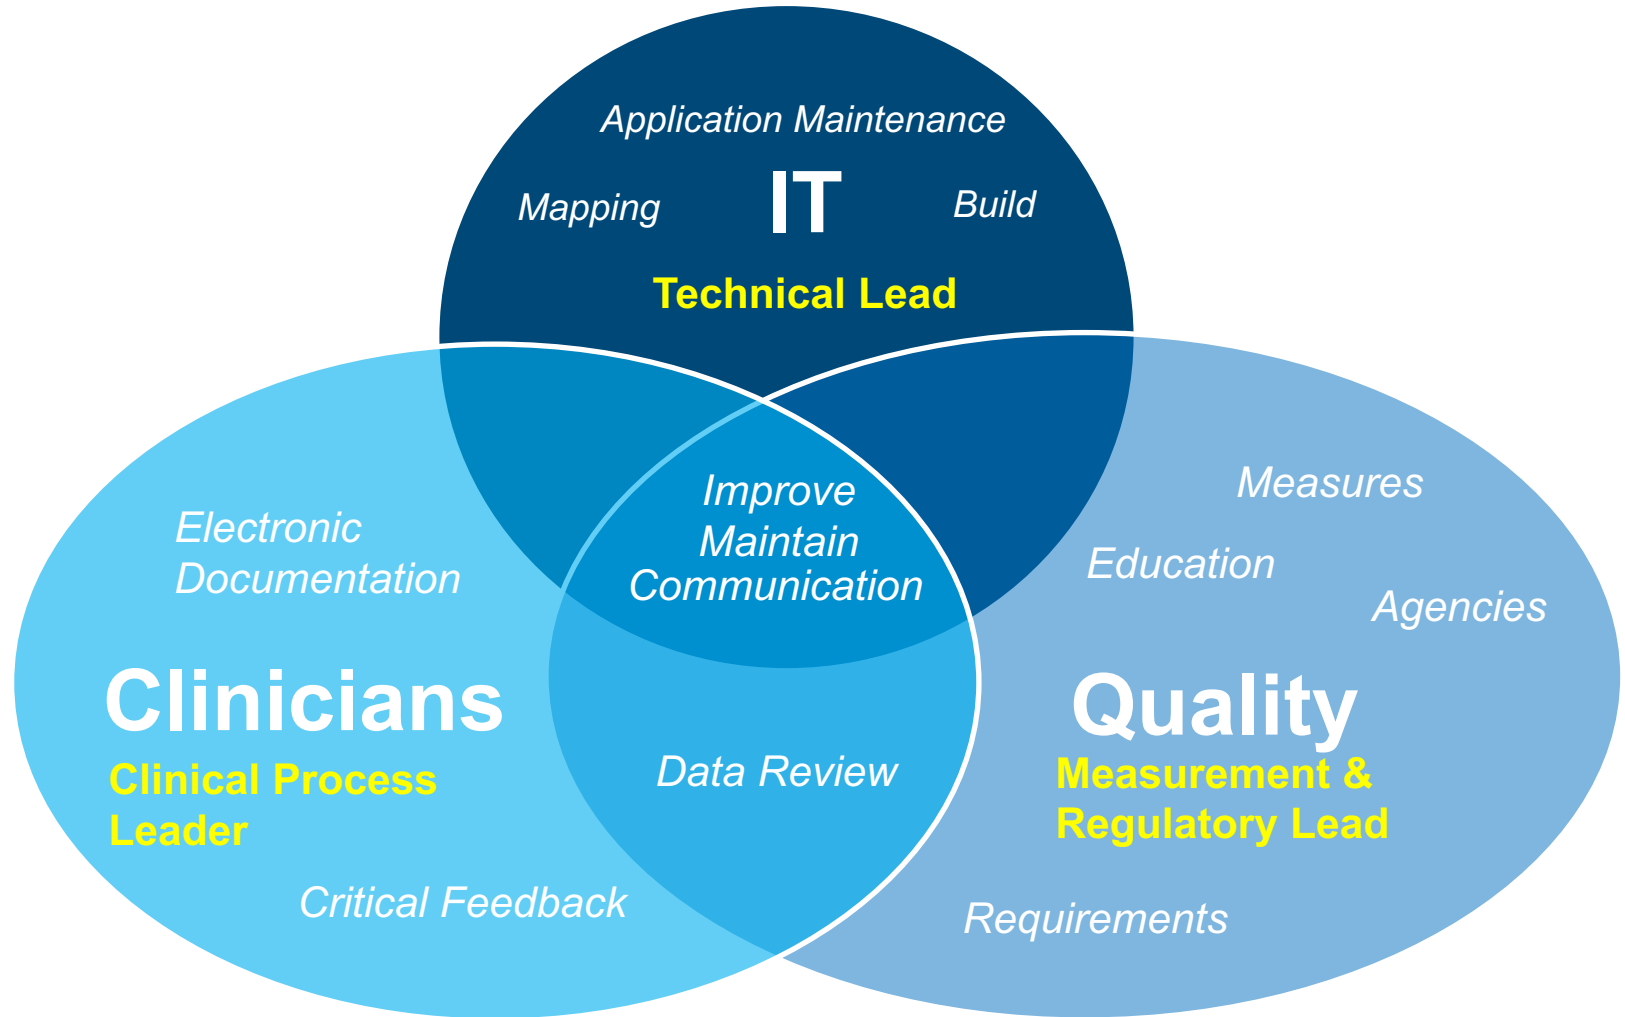 Application Maintenance
Mapping
IT
Build
Technical Lead
Improve
Maintain
Communication
Electronic
Documentation
Clinicians
Clinical Process
Leader
Critical Feedback
Data Review
Measures
Education
Agencies
Quality
Measurement &
Regulatory Lead
Requirements